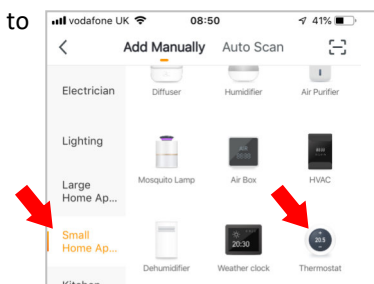 to
vodafone UK 08:50 41%
Add Manually Auto Scan
Electrician
Diffuser Humidifier Air Purifier
Lighting
Mosquito Lamp Air Box HVAC
Large
Home Ap...
Small
Home Ap...
20:30 20.5
Dehumidifier Weather clock Thermostat